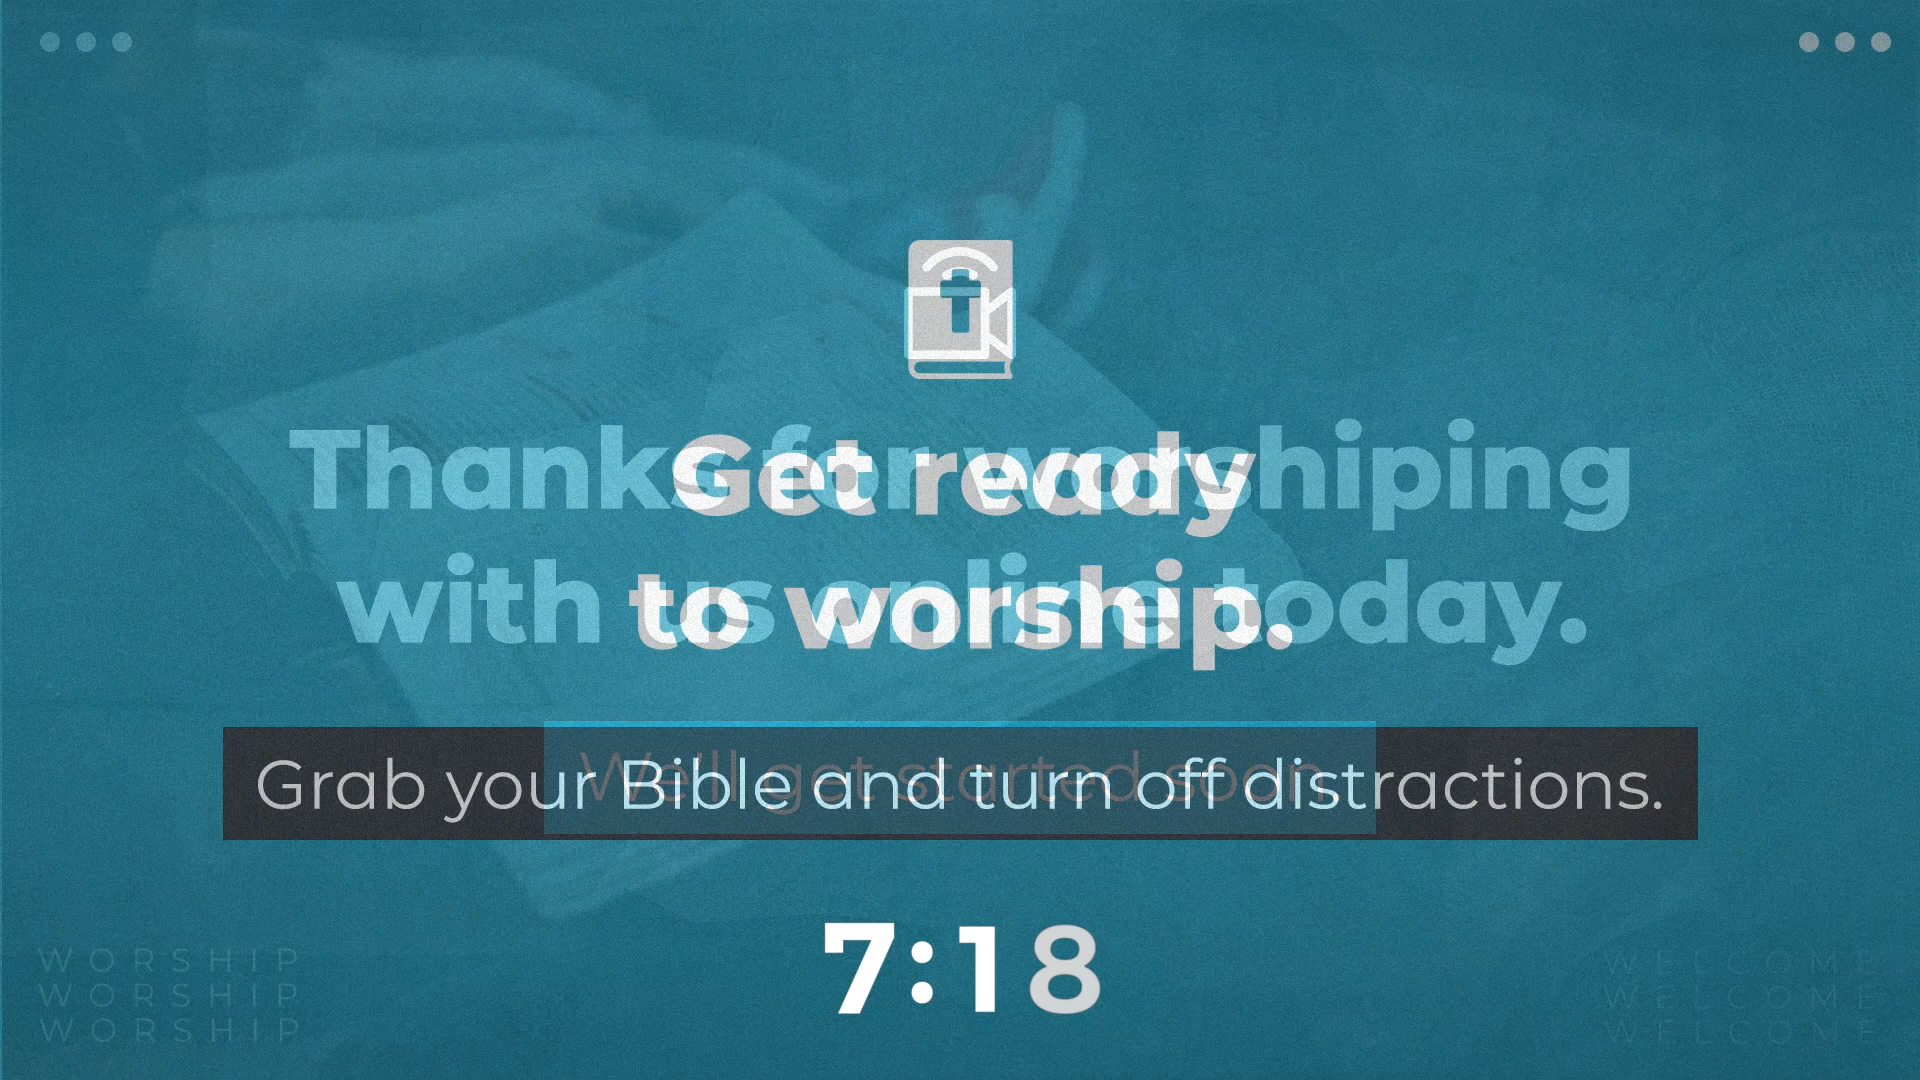 Thanks for worshiping
with us online today.
Get ready
to worship.
We'll get started soon.
Grab your Bible and turn off distractions.
7:18
WORSHIP
WORSHIP
WORSHIP
WELCOME
WELCOME
WELCOME